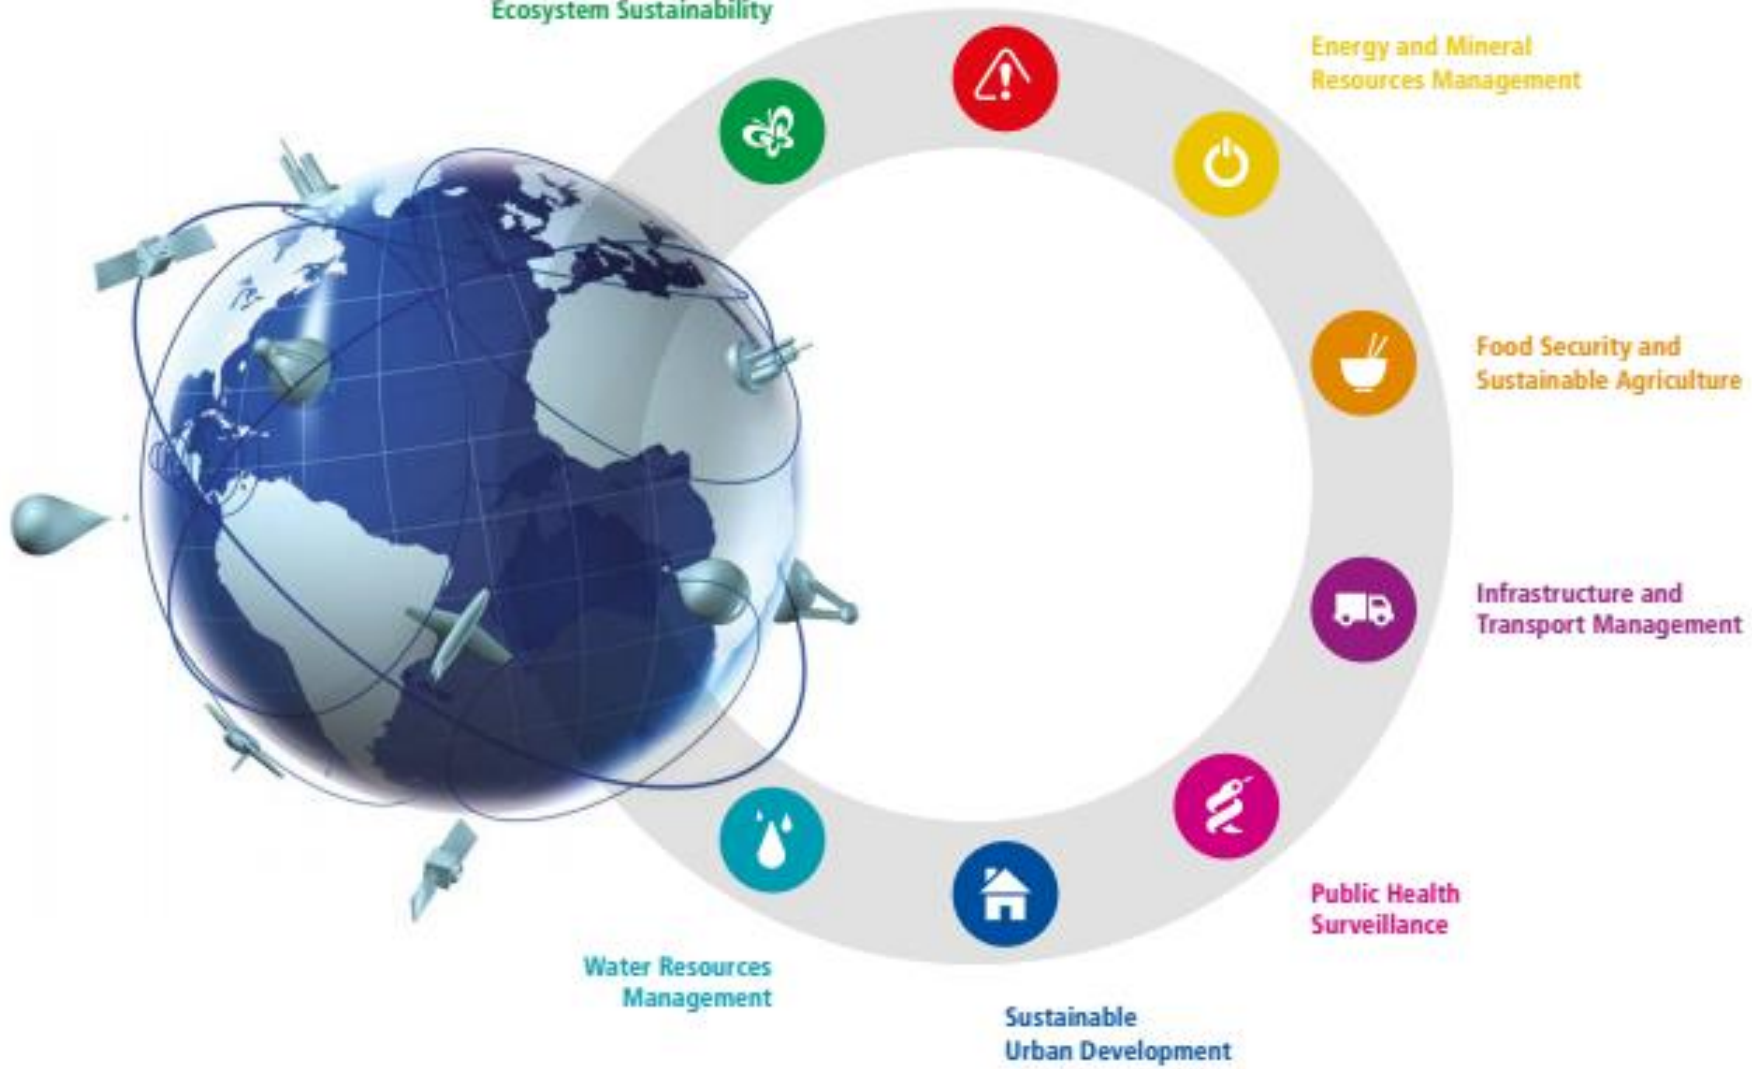 Ecosystem Sustainability
Energy and Mineral
Resources Management
Food Security and
Sustainable Agriculture
Infrastructure and
Transport Management
Public Health
Surveillance
Sustainable
Urban Development
Water Resources
Management